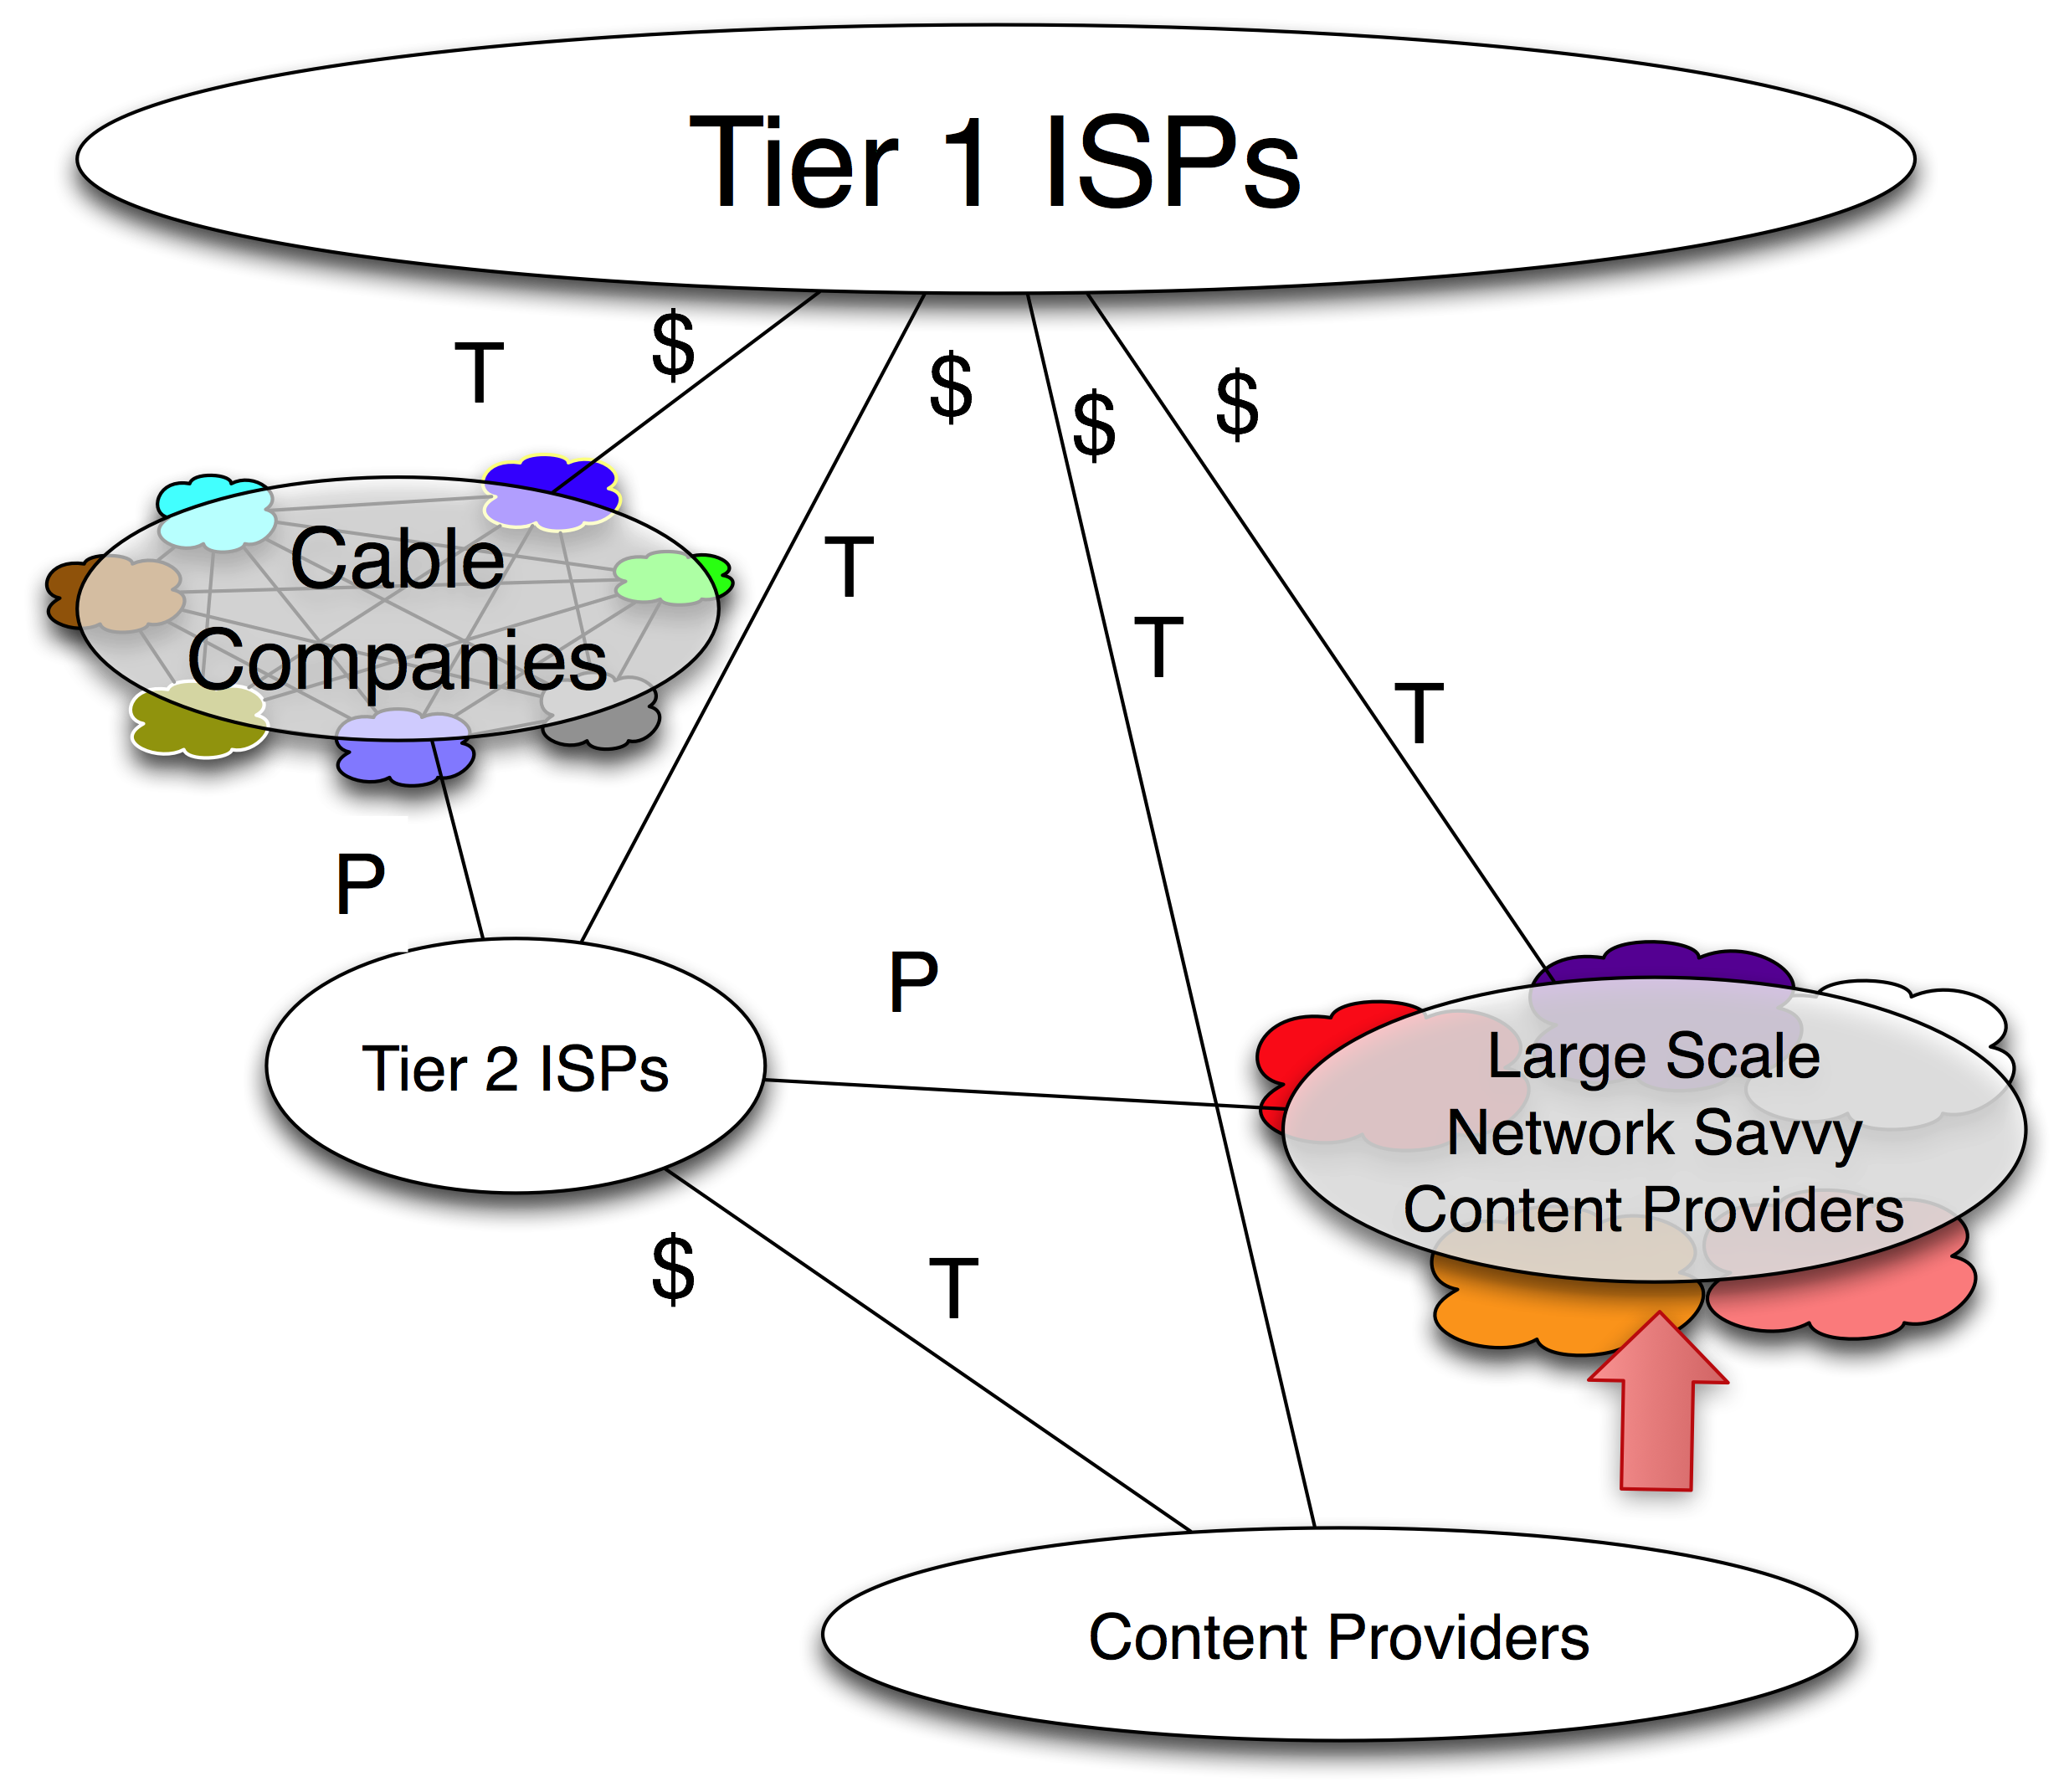 Tier 1 ISPs
T
$
$
$
$
Cable
Companies
T
T
T
P
P
Tier 2 ISPs
Large Scale
Network Savvy
Content Providers
$
T
Content Providers